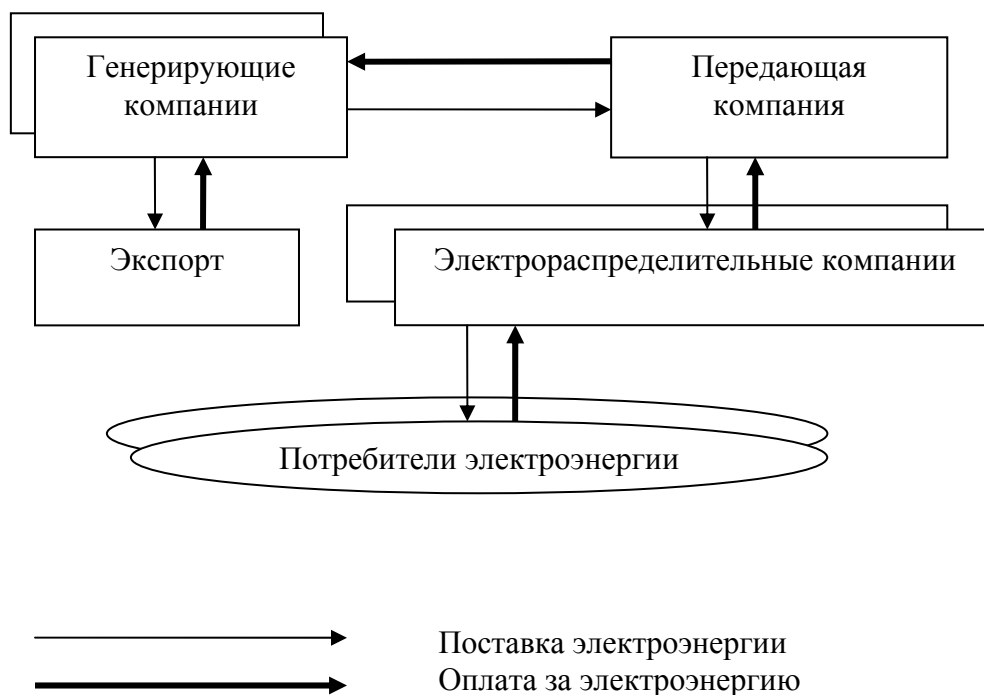 Генерирующие
компании
Передающая
компания
Экспорт
Электрораспределительные компании
Потребители электроэнергии
Поставка электроэнергии
Оплата за электроэнергию